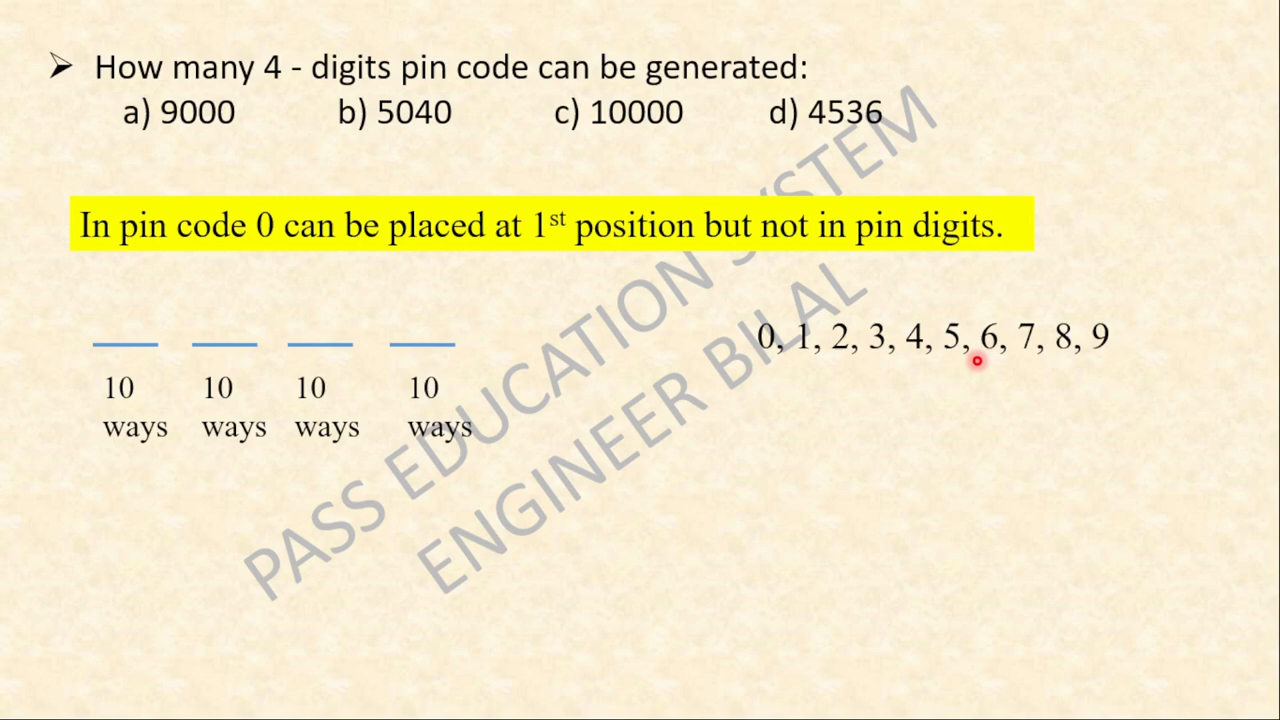 ➢ How many 4 - digits pin code can be generated:
a) 9000 b) 5040 c) 10000 d) 4536
In pin code 0 can be placed at 1st position but not in pin digits.
0, 1, 2, 3, 4, 5, 6, 7, 8, 9
10 10 10 10
ways ways ways ways
PASS EDUCATION SYSTEM
ENGINEER BILAL